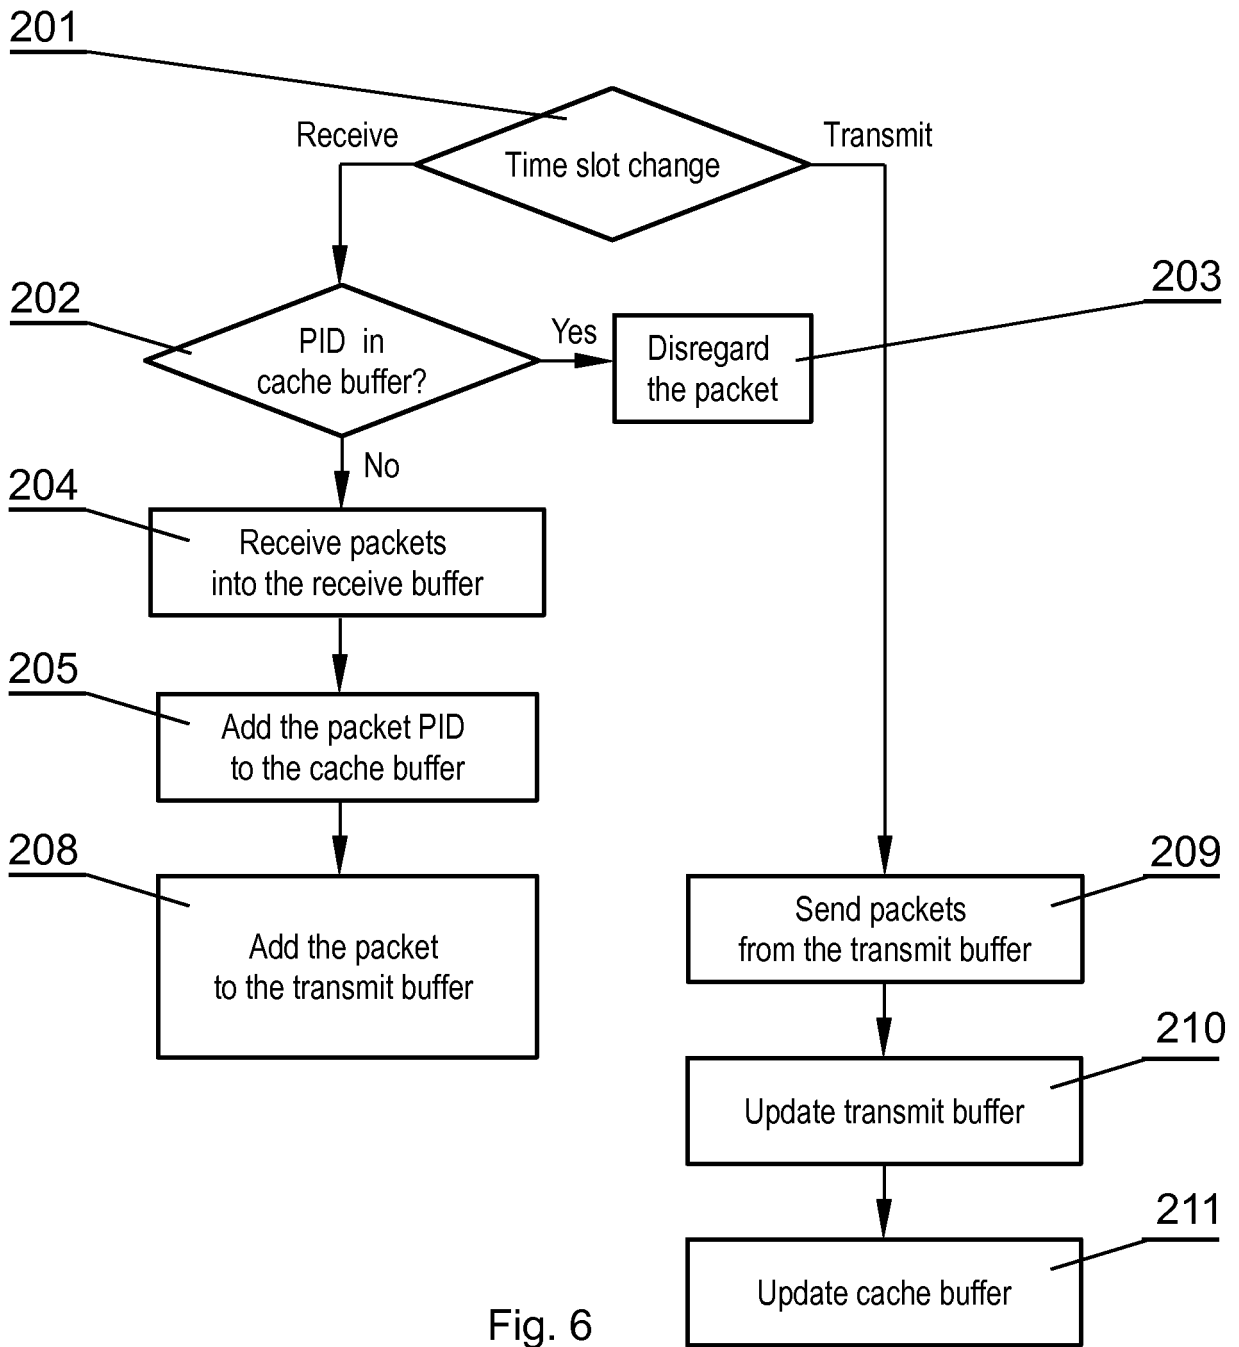 201
Receive
Transmit
Time slot change
202
203
PID in
cache buffer?
Yes
Disregard
the packet
No
204
Receive packets
into the receive buffer
205
Add the packet PID
to the cache buffer
208
Add the packet
to the transmit buffer
209
Send packets
from the transmit buffer
210
Update transmit buffer
211
Update cache buffer
Fig. 6